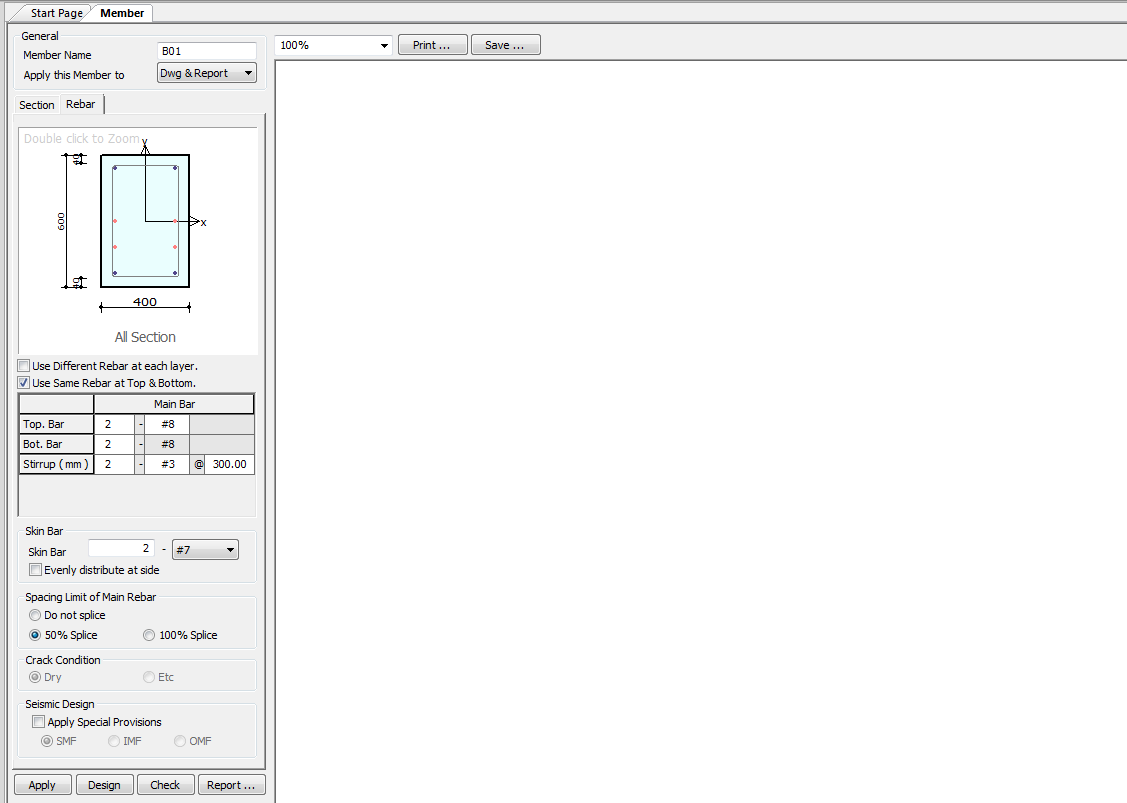 Start Page
Member
General
Member Name
B01
Apply this Member to
Dwg & Report
100%
Print ...
Save ...
Section
Rebar
Double click to Zoom
y
40
600
x
40
400
All Section
Use Different Rebar at each layer.
Use Same Rebar at Top & Bottom.
Main Bar
Top. Bar 2 - #8
Bot. Bar 2 - #8
Stirrup ( mm ) 2 - #3 @ 300.00
Skin Bar
Skin Bar 2 - #7
Evenly distribute at side
Spacing Limit of Main Rebar
Do not splice
50% Splice
100% Splice
Crack Condition
Dry
Etc
Seismic Design
Apply Special Provisions
SMF
IMF
OMF
Apply
Design
Check
Report ...